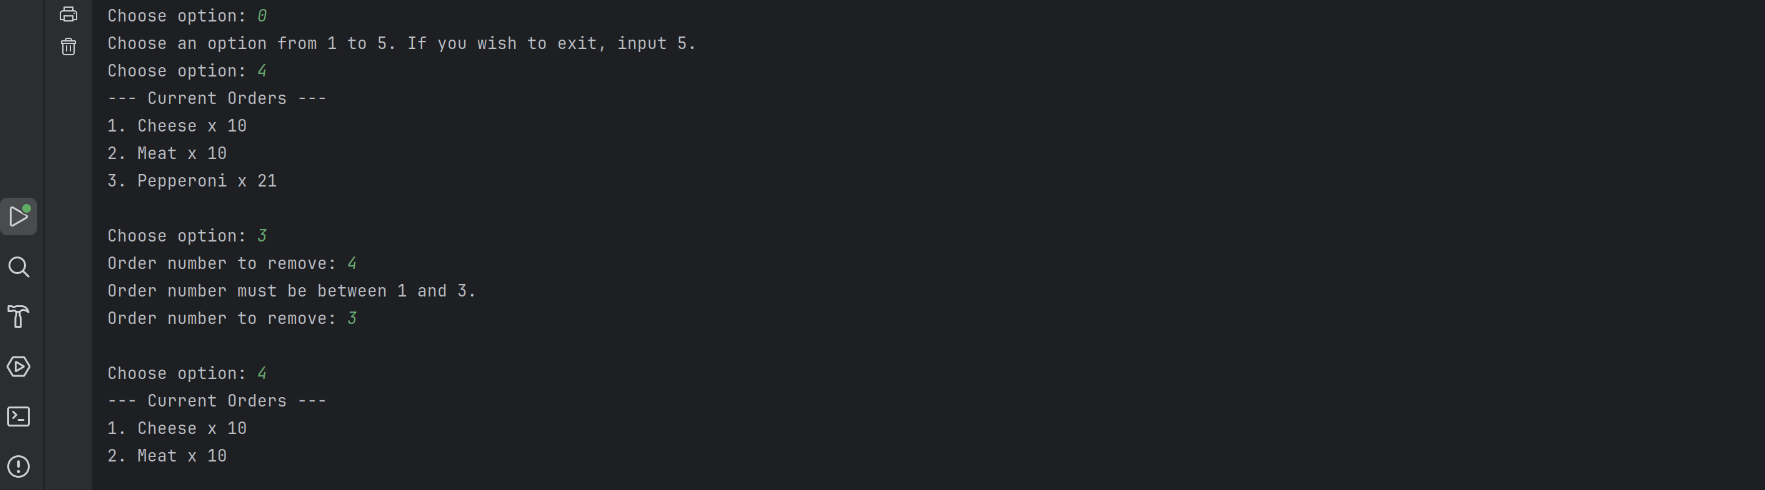 Choose option: 0
Choose an option from 1 to 5. If you wish to exit, input 5.
Choose option: 4
--- Current Orders ---
1. Cheese x 10
2. Meat x 10
3. Pepperoni x 21
Choose option: 3
Order number to remove: 4
Order number must be between 1 and 3.
Order number to remove: 3
Choose option: 4
--- Current Orders ---
1. Cheese x 10
2. Meat x 10